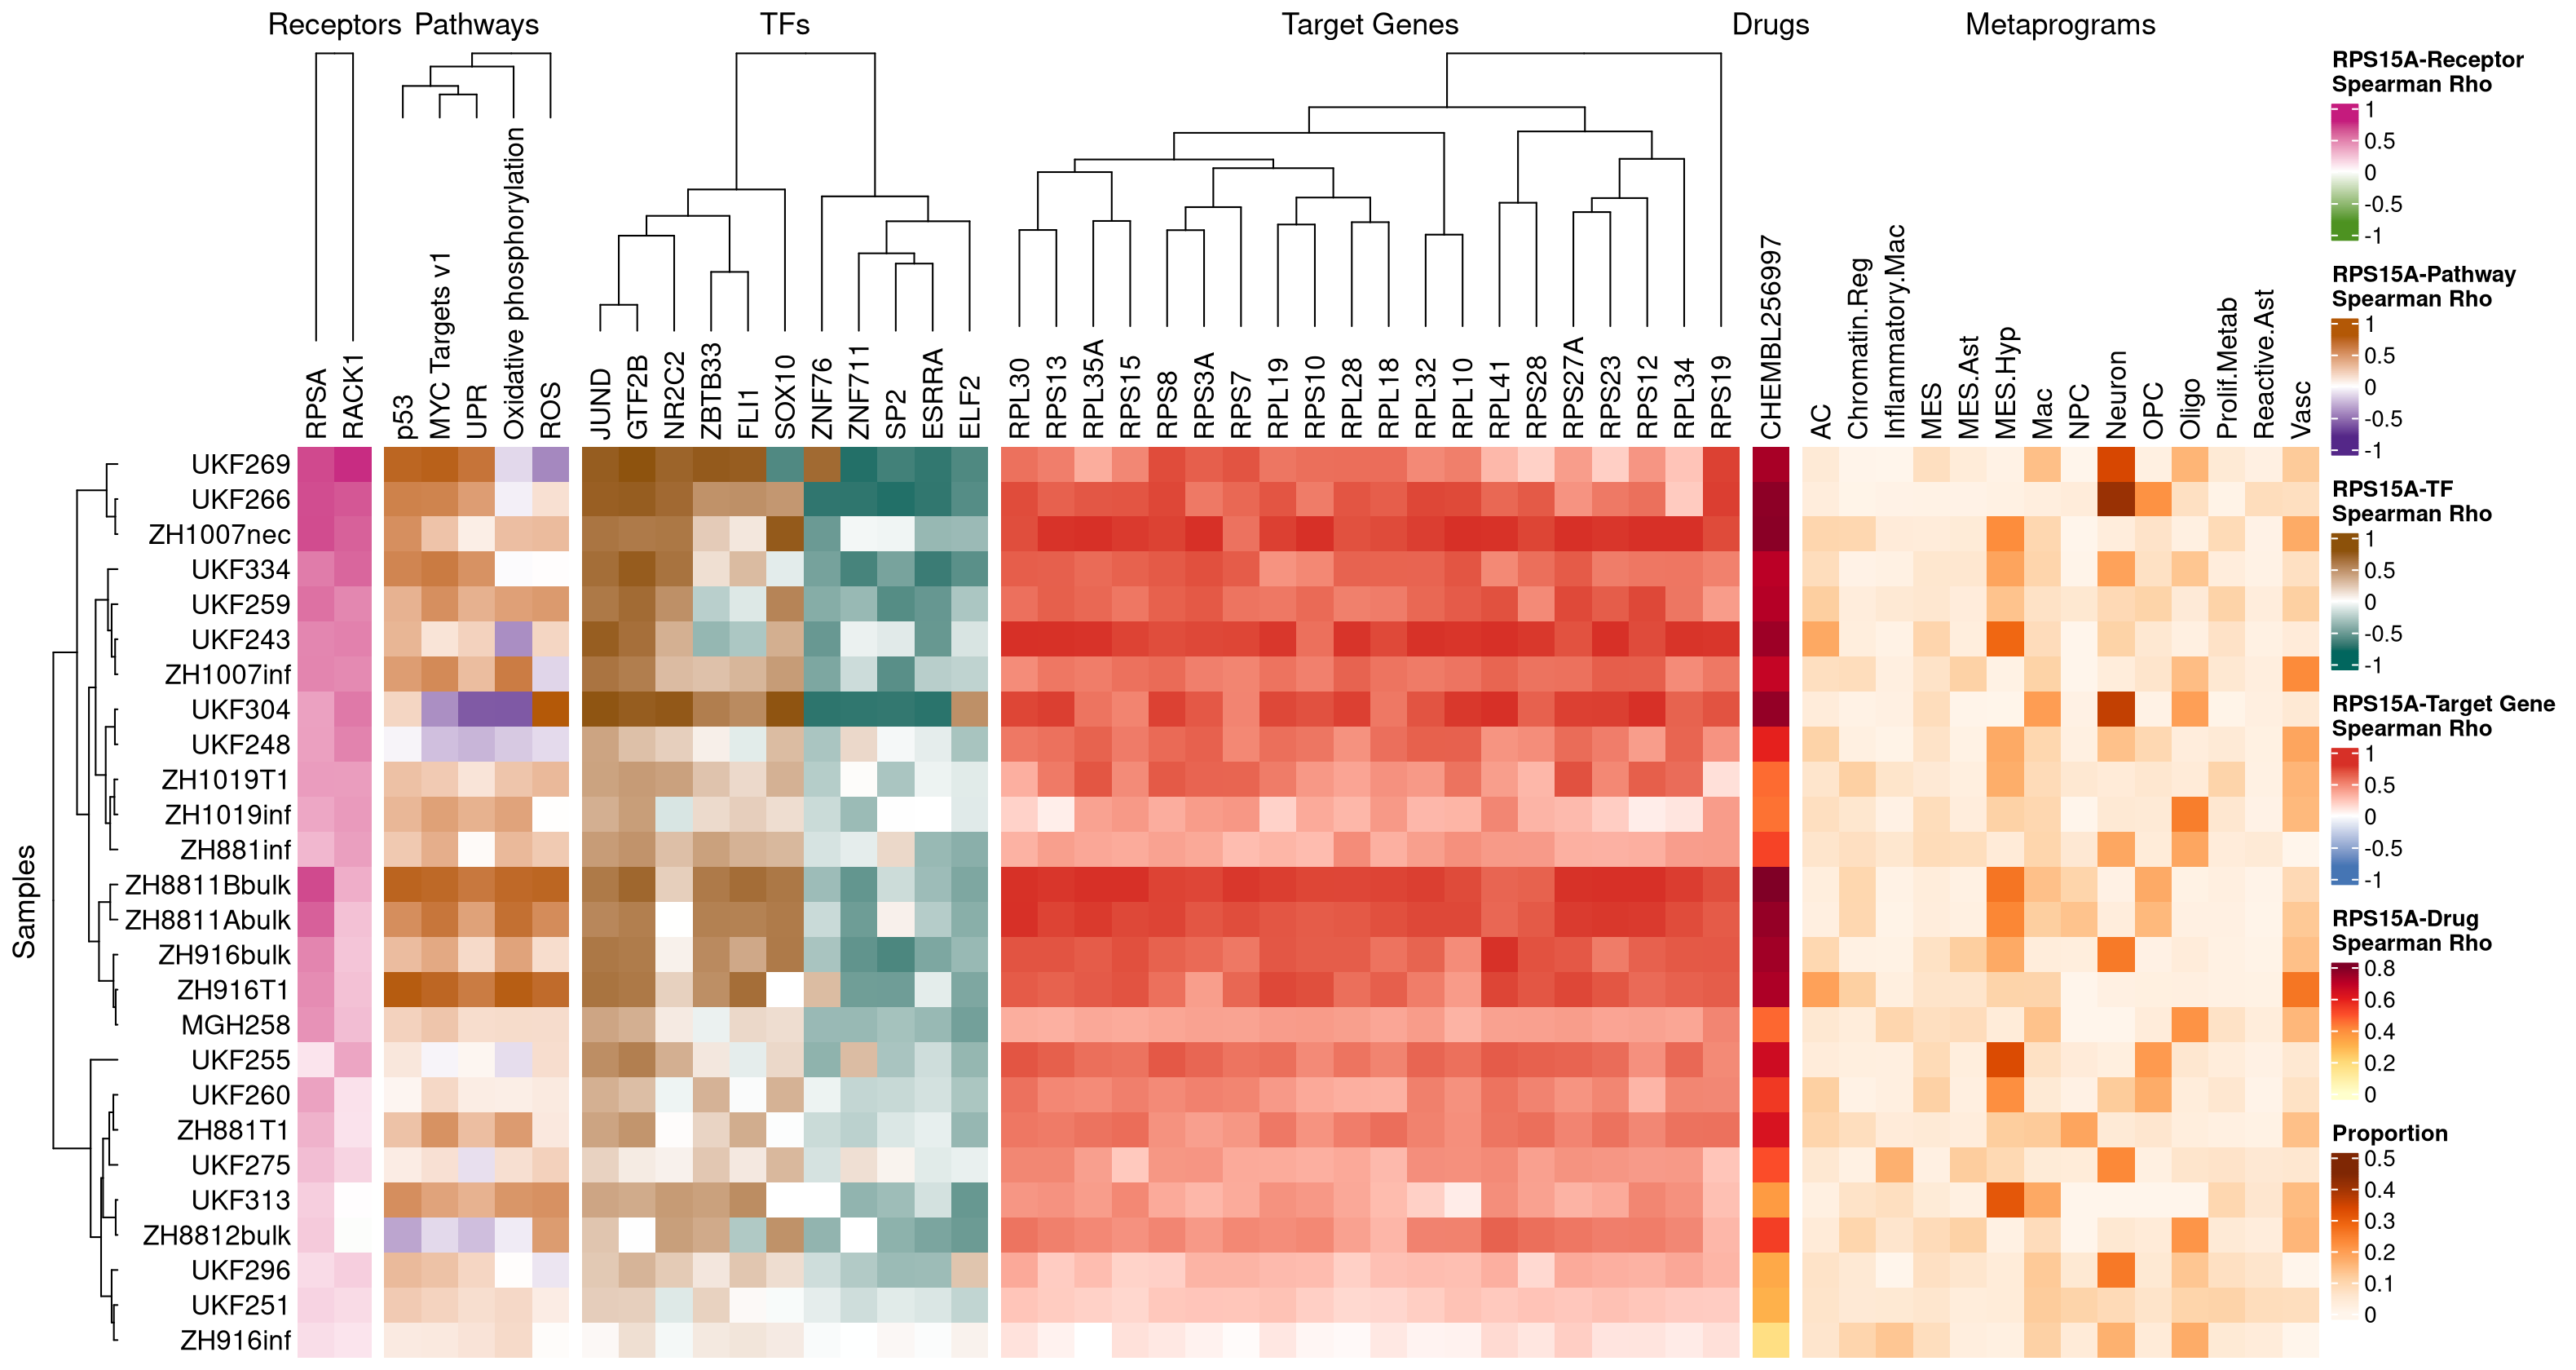 Receptors
Pathways
TFs
Target Genes
Drugs
Metaprograms
RPSA
RACK1
p53
MYC Targets v1
UPR
Oxidative phosphorylation
ROS
JUND
GTF2B
NR2C2
ZBTB33
FLI1
SOX10
ZNF76
ZNF711
SP2
ESRRA
ELF2
RPL30
RPS13
RPL35A
RPS15
RPS8
RPS3A
RPS7
RPL19
RPS10
RPL28
RPL18
RPL32
RPL10
RPL41
RPS28
RPS27A
RPS23
RPS12
RPL34
RPS19
CHEMBL256997
AC
Chromatin.Reg
Inflammatory.Mac
MES
MES.Ast
MES.Hyp
Mac
NPC
Neuron
OPC
Oligo
Prolif.Metab
Reactive.Ast
Vasc
Samples
UKF269
UKF266
ZH1007nec
UKF334
UKF259
UKF243
ZH1007inf
UKF304
UKF248
ZH1019T1
ZH1019inf
ZH881inf
ZH8811Bbulk
ZH8811Abulk
ZH916bulk
ZH916T1
MGH258
UKF255
UKF260
ZH881T1
UKF275
UKF313
ZH8812bulk
UKF296
UKF251
ZH916inf
RPS15A-Receptor
Spearman Rho
1
0.5
0
-0.5
-1
RPS15A-Pathway
Spearman Rho
1
0.5
0
-0.5
-1
RPS15A-TF
Spearman Rho
1
0.5
0
-0.5
-1
RPS15A-Target Gene
Spearman Rho
1
0.5
0
-0.5
-1
RPS15A-Drug
Spearman Rho
0.8
0.6
0.4
0.2
0
Proportion
0.5
0.4
0.3
0.2
0.1
0